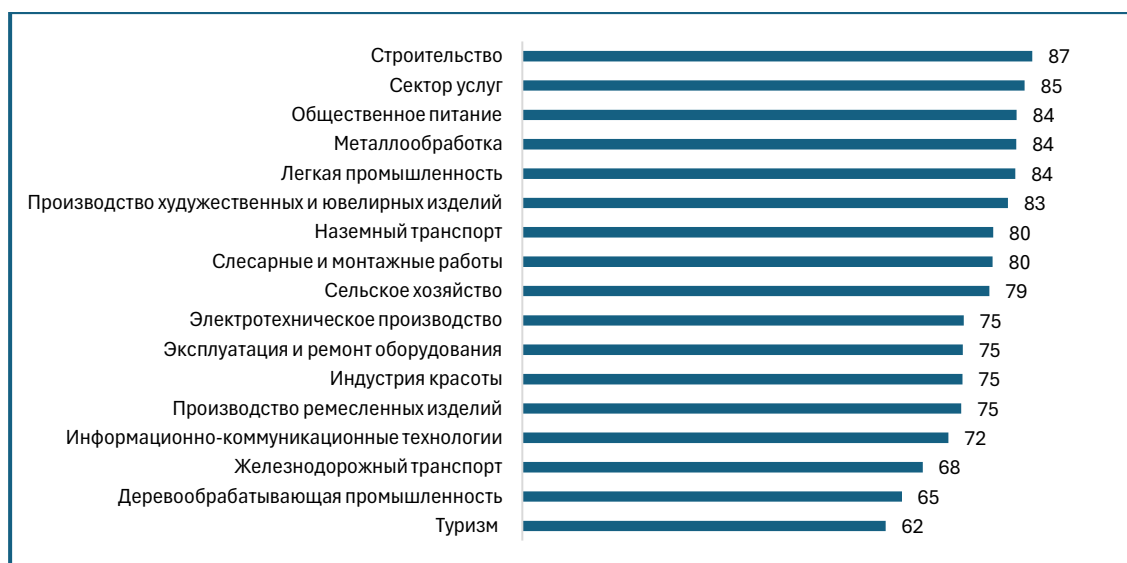 Строительство 87
Сектор услуг 85
Общественное питание 84
Металлообработка 84
Легкая промышленность 84
Производство худужественных и ювелирных изделий 83
Наземный транспорт 80
Слесарные и монтажные работы 80
Сельское хозяйство 79
Электротехническое производство 75
Эксплуатация и ремонт оборудования 75
Индустрия красоты 75
Производство ремесленных изделий 75
Информационно-коммуникационные технологии 72
Железнодорожный транспорт 68
Деревообрабатывающая промышленность 65
Туризм 62